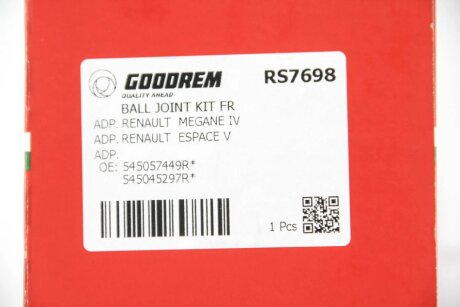 GOODREM RS7698
QUALITY AHEAD
BALL JOINT KIT FR
ADP. RENAULT MEGANE IV
ADP. RENAULT ESPACE V
ADP.
OE: 545057449R*
545045297R*
1 Pcs